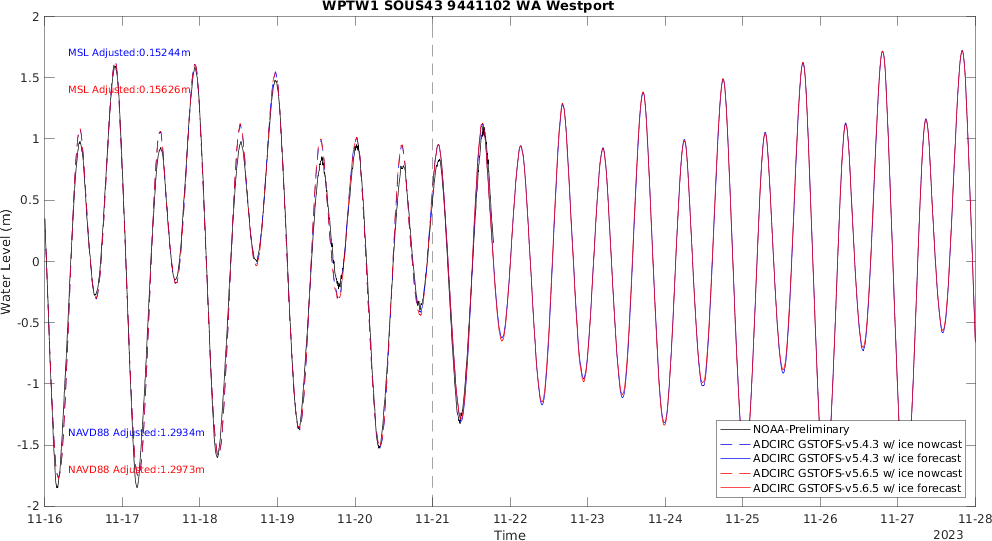 WPTW1 SOUS43 9441102 WA Westport
2
1.5
1
0.5
0
-0.5
-1
-1.5
-2
Water Level (m)
MSL Adjusted:0.15244m
MSL Adjusted:0.15626m
NAVD88 Adjusted:1.2934m
NAVD88 Adjusted:1.2973m
NOAA-Preliminary
ADCIRC GSTOFS-v5.4.3 w/ ice nowcast
ADCIRC GSTOFS-v5.4.3 w/ ice forecast
ADCIRC GSTOFS-v5.6.5 w/ ice nowcast
ADCIRC GSTOFS-v5.6.5 w/ ice forecast
11-16 11-17 11-18 11-19 11-20 11-21 11-22 11-23 11-24 11-25 11-26 11-27 11-28
Time
2023